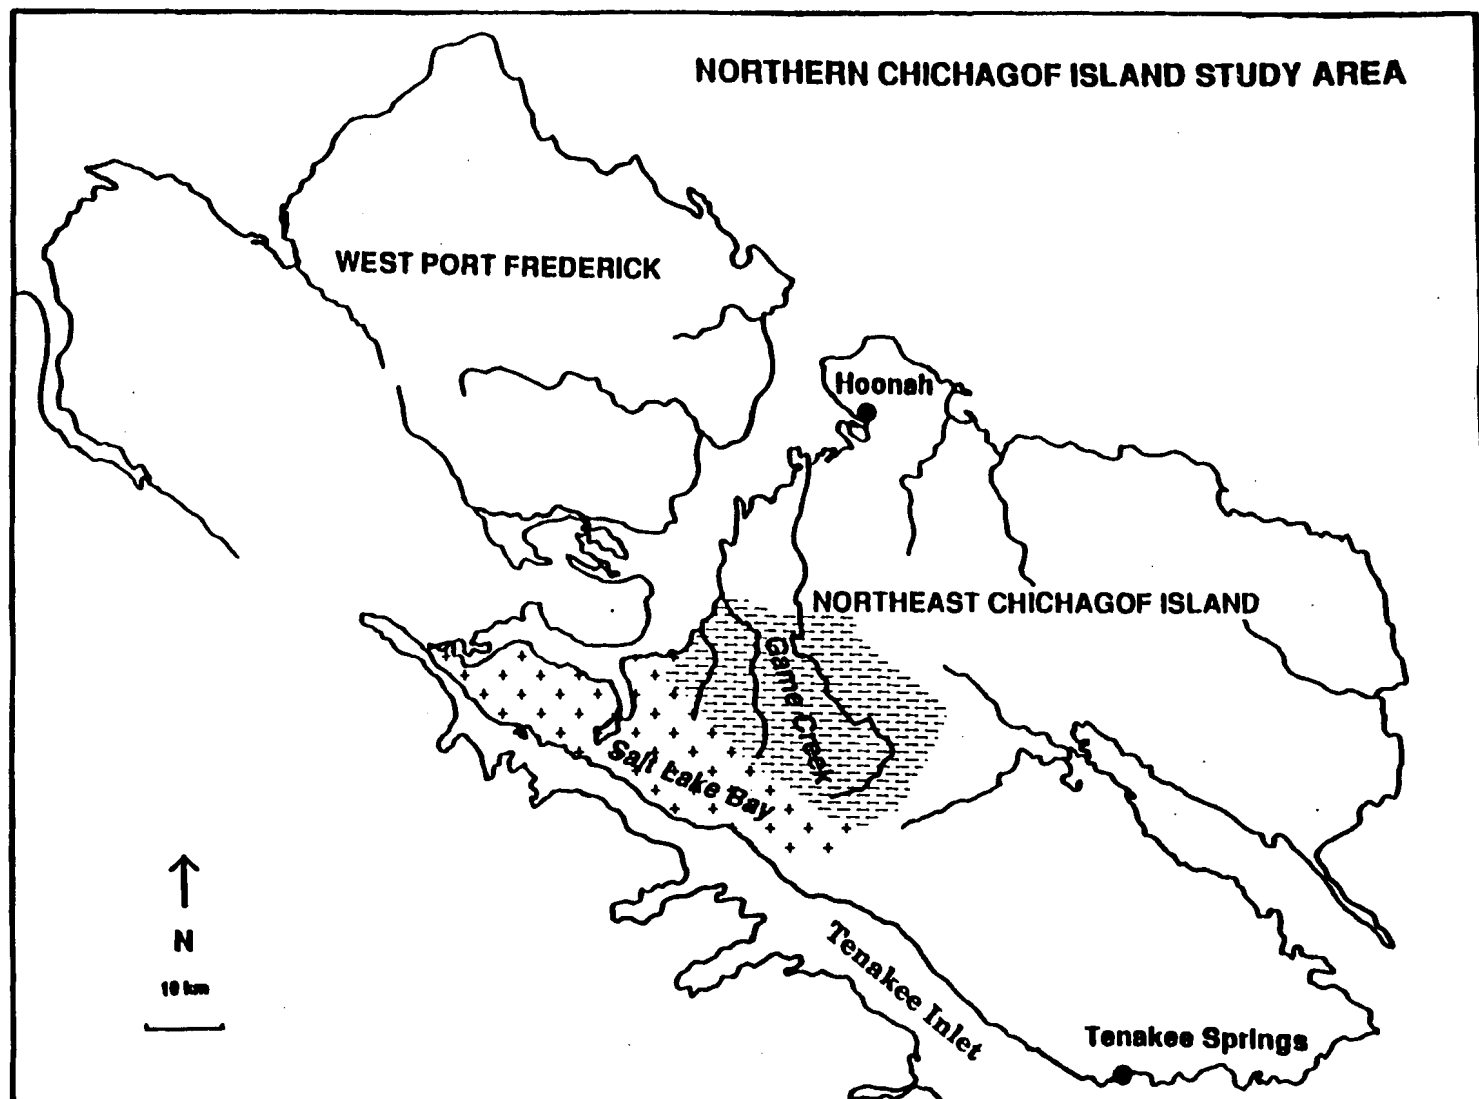 NORTHERN CHICHAGOF ISLAND STUDY AREA
WEST PORT FREDERICK
Hoonah
NORTHEAST CHICHAGOF ISLAND
Game Creek
Salt Lake Bay
Tenakee Inlet
N
10 km
Tenakee Springs